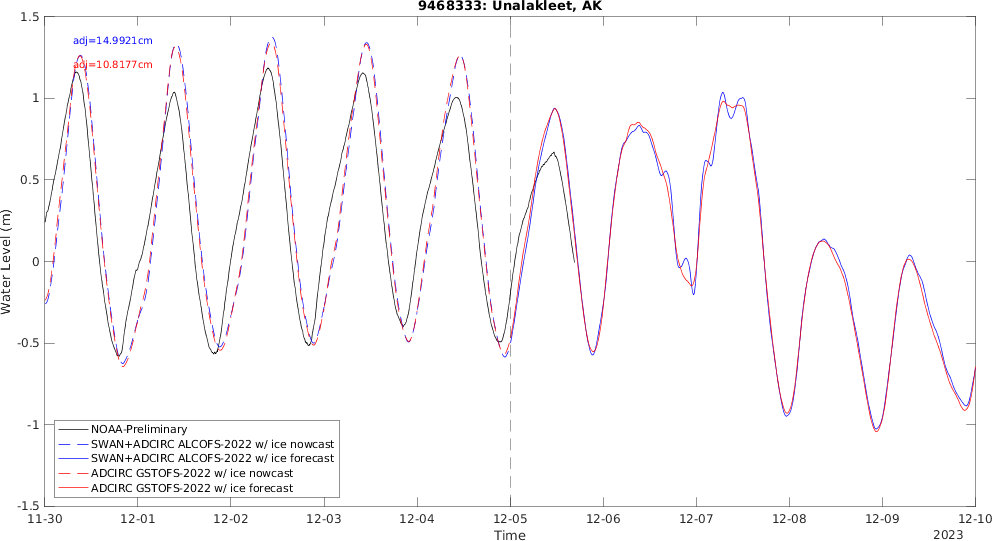 9468333: Unalakleet, AK
1.5
1
0.5
0
-0.5
-1
-1.5
Water Level (m)
adj=14.9921cm
adj=10.8177cm
NOAA-Preliminary
SWAN+ADCIRC ALCOFS-2022 w/ ice nowcast
SWAN+ADCIRC ALCOFS-2022 w/ ice forecast
ADCIRC GSTOFS-2022 w/ ice nowcast
ADCIRC GSTOFS-2022 w/ ice forecast
11-30 12-01 12-02 12-03 12-04 12-05 12-06 12-07 12-08 12-09 12-10
Time
2023